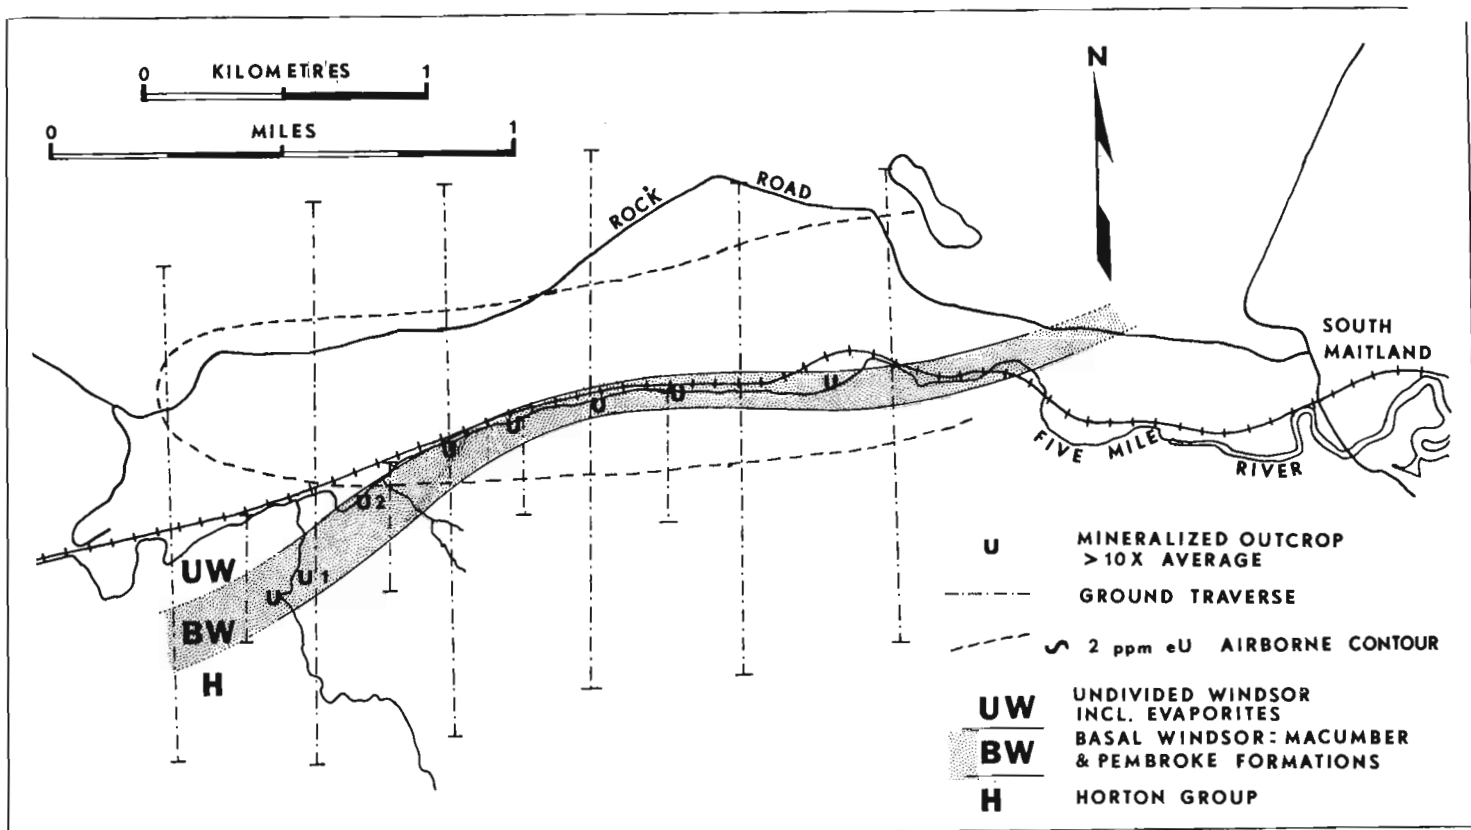 0 KILOMETRES 1
0 MILES 1
N
ROCK ROAD
SOUTH
MAITLAND
FIVE MILE RIVER
U
U
U
U
U
U
U 2
U 1
U
UW
BW
H
U MINERALIZED OUTCROP
>10X AVERAGE
GROUND TRAVERSE
2 ppm eU AIRBORNE CONTOUR
UW UNDIVIDED WINDSOR
INCL. EVAPORITES
BW BASAL WINDSOR: MACUMBER
& PEMBROKE FORMATIONS
H HORTON GROUP